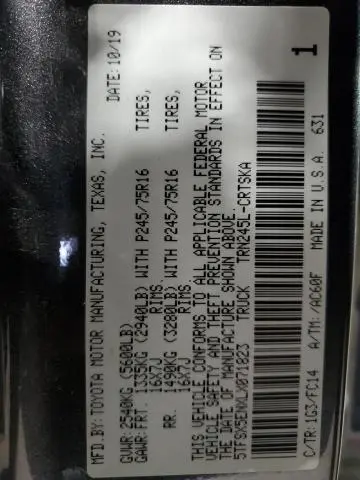 MFD.BY:TOYOTA MOTOR MANUFACTURING, TEXAS, INC. DATE:10/19
GVWR:2540KG(5600LB)
GAWR:FRT. 1335KG (2940LB) WITH P245/75R16 TIRES,
16X7J RIMS.
RR. 1490KG (3280LB) WITH P245/75R16 TIRES,
16X7J RIMS.
THIS VEHICLE CONFORMS TO ALL APPLICABLE FEDERAL MOTOR
VEHICLE SAFETY AND THEFT PREVENTION STANDARDS IN EFFECT ON
THE DATE OF MANUFACTURE SHOWN ABOVE.
5TFSX5ENXLX071823 TRUCK TRN245L-CRTSKA
C/TR:1G3/FC14 A/TM:/AC60F MADE IN U.S.A. 631
1